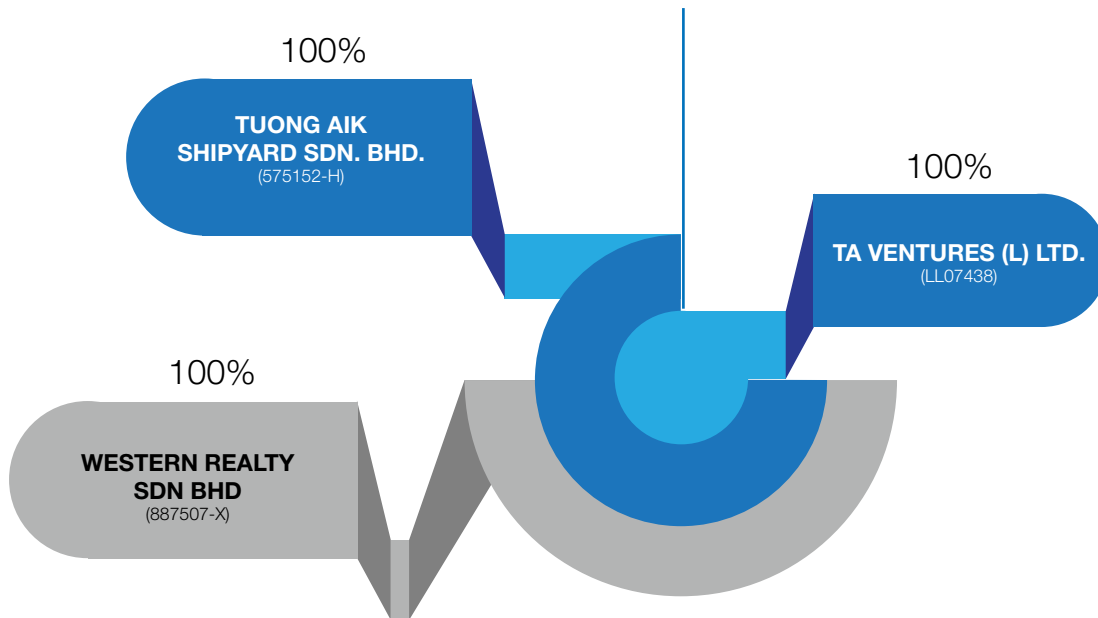 100%
TUONG AIK
SHIPYARD SDN. BHD.
(575152-H)
100%
TA VENTURES (L) LTD.
(LL07438)
100%
WESTERN REALTY
SDN BHD
(887507-X)